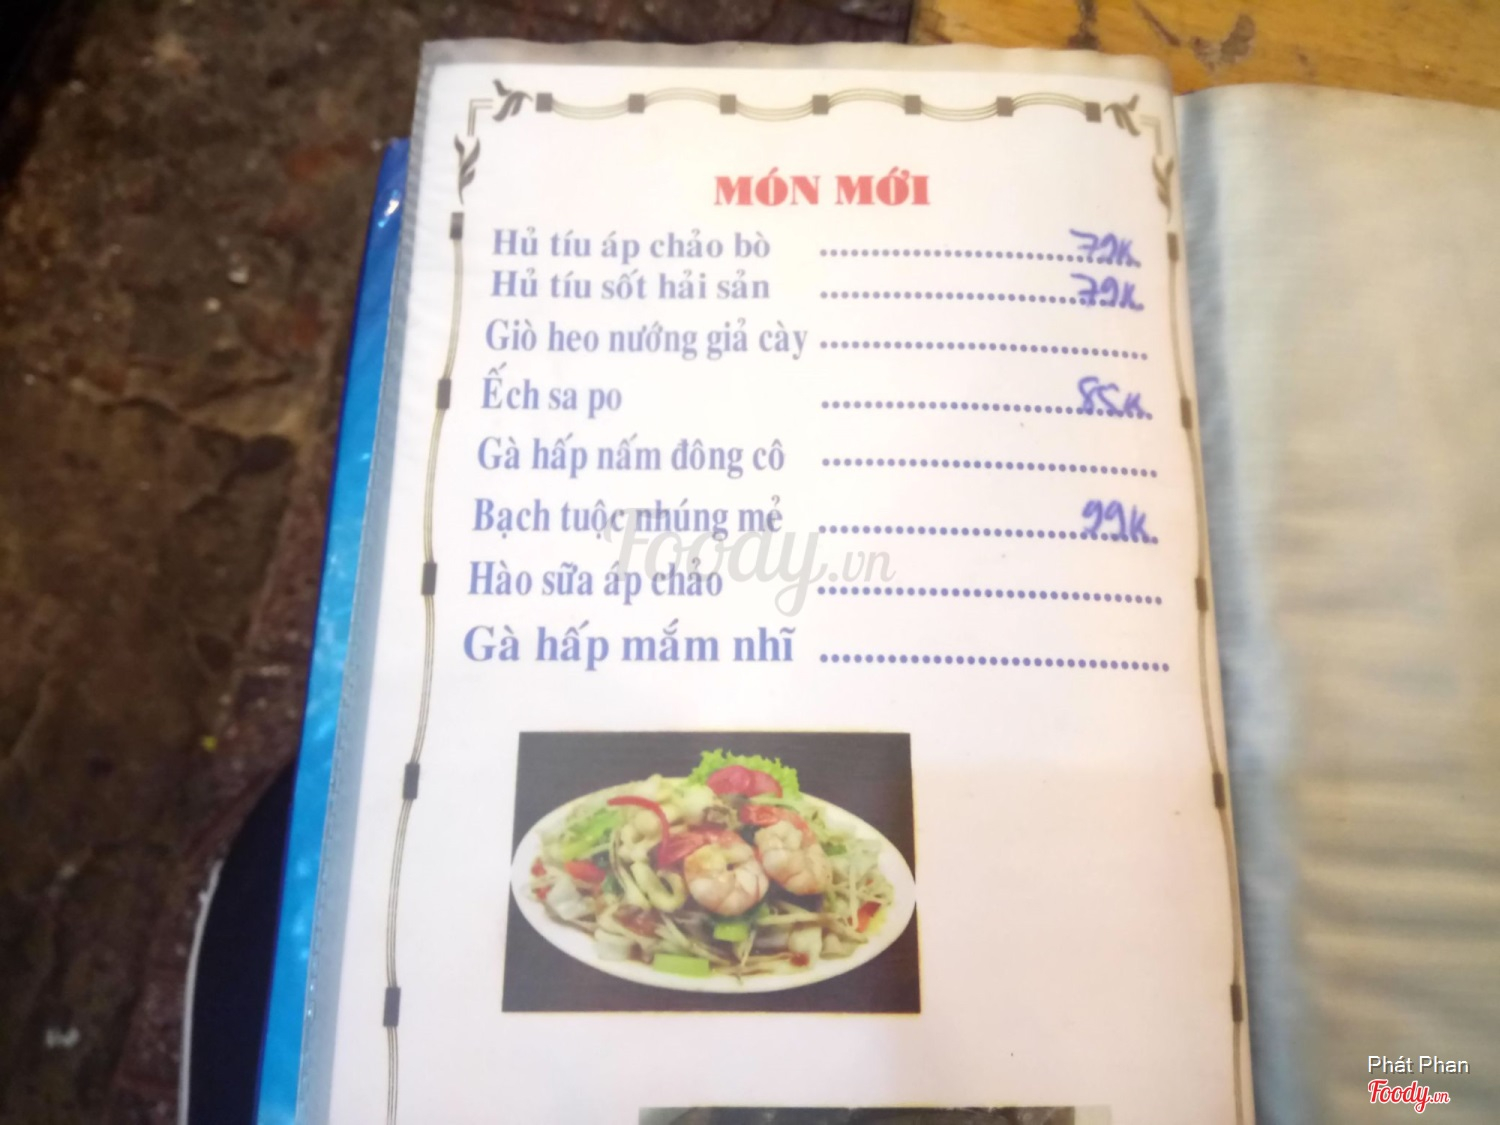 MÓN MỚI
Hủ tíu áp chảo bò ........................ 79K.
Hủ tíu sốt hải sản ........................ 79K.
Giò heo nướng giả cày ........................
Ếch sa po ........................ 85K.
Gà hấp nấm đông cô ........................
Bạch tuộc nhúng mẻ ........................ 99K.
Hào sữa áp chảo ........................
Gà hấp mắm nhĩ ........................
Foody.vn
Phát Phan
Foody.vn